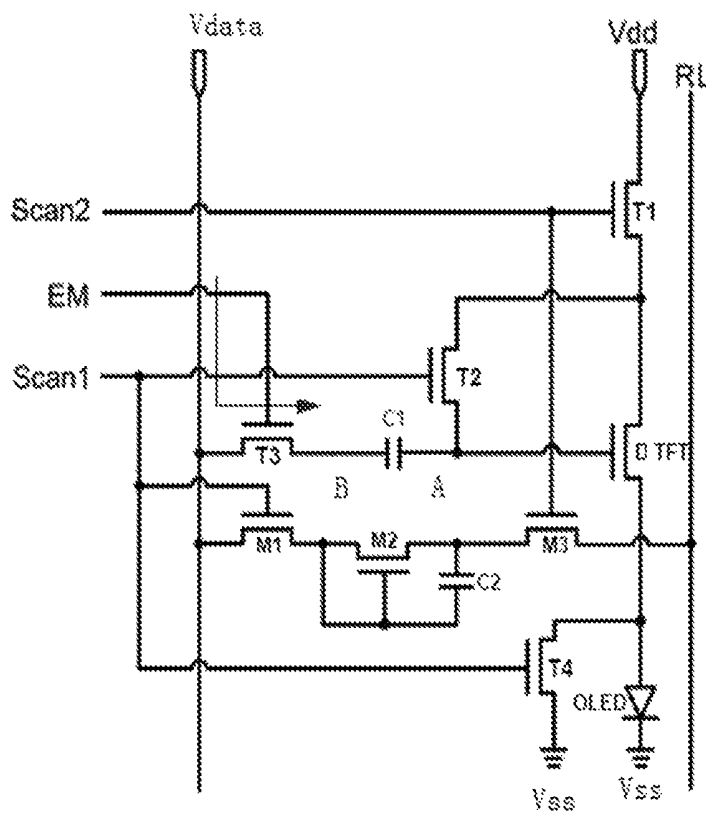 Vdata
Vdd
RL
Scan2
T1
EM
Scan1
T2
C1
T3
D TFT
B
A
M1
M2
M3
C2
T4
OLED
Vss
Vss